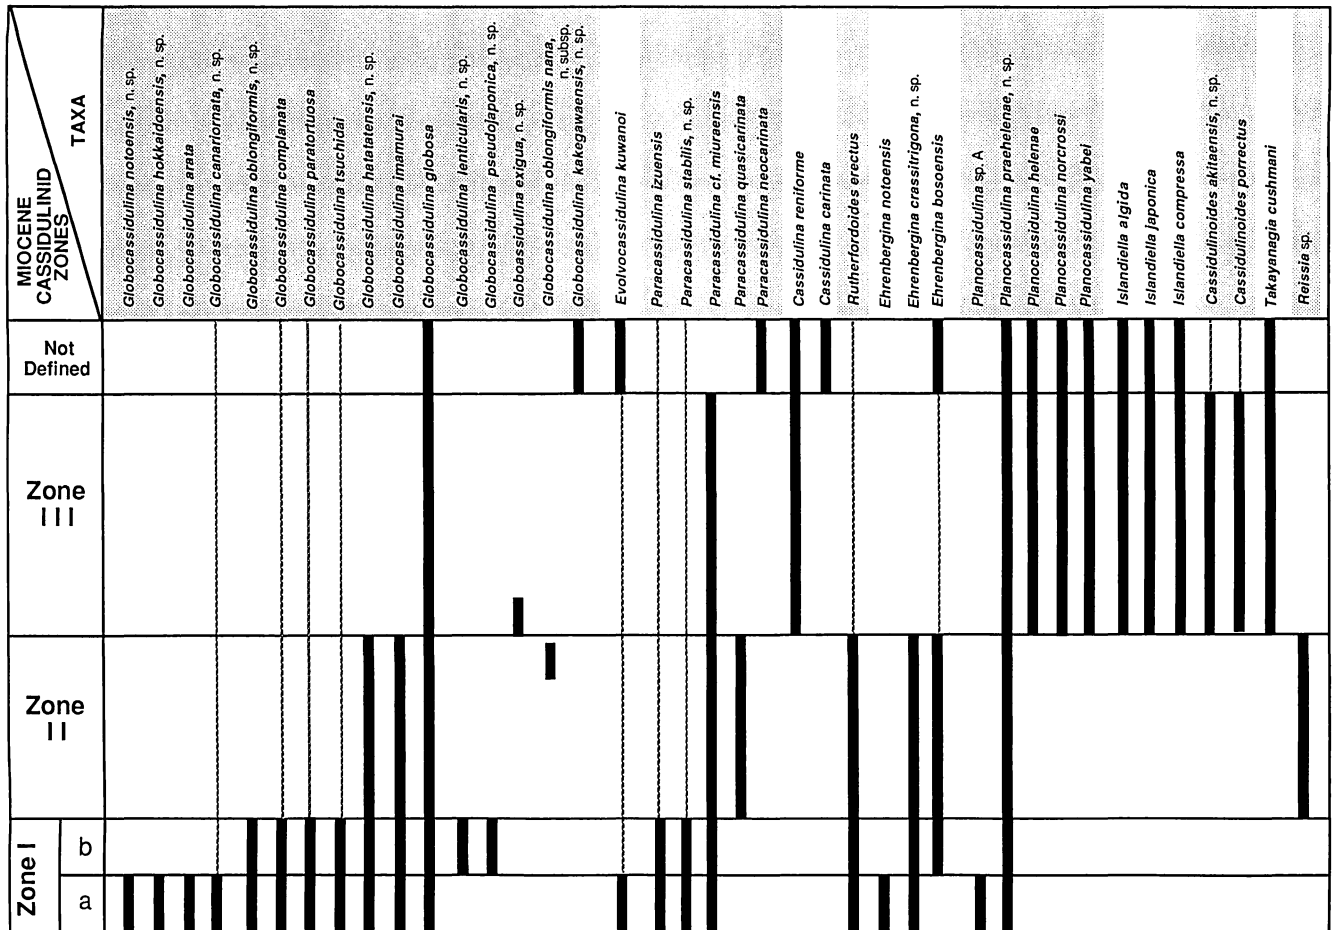 MIOCENE
CASSIDULINID
ZONES
TAXA
Globocassidulina notoensis, n. sp.
Globocassidulina hokkaidoensis, n. sp.
Globocassidulina arata
Globocassidulina canariornata, n. sp.
Globocassidulina oblongiformis, n. sp.
Globocassidulina complanata
Globocassidulina paratortuosa
Globocassidulina tsuchidai
Globocassidulina hatatatensis, n. sp.
Globocassidulina imamurai
Globocassidulina globosa
Globocassidulina lenticularis, n. sp.
Globocassidulina pseudojaponica, n. sp.
Globoassidulina exigua, n. sp.
Globocassidulina oblongiformis nana,
n. subsp.
Globocassidulina kakegawaensis, n. sp.
Evolvocassidulina kuwanoi
Paracassidulina izuensis
Paracassidulina stabilis, n. sp.
Paracassidulina cf. miuraensis
Paracassidulina quasicarinata
Paracassidulina neocarinata
Cassidulina reniforme
Cassidulina carinata
Rutherfordoides erectus
Ehrenbergina notoensis
Ehrenbergina crassitrigona, n. sp.
Ehrenbergina bosoensis
Planocassidulina sp. A
Planocassidulina praehelenae, n. sp.
Planocassidulina helenae
Planocassidulina norcrossi
Planocassidulina yabei
Islandiella algida
Islandiella japonica
Islandiella compressa
Cassidulinoides akitaensis, n. sp.
Cassidulinoides porrectus
Takayanagia cushmani
Reissia sp.
Not
Defined
Zone
III
Zone
II
Zone I
b
a